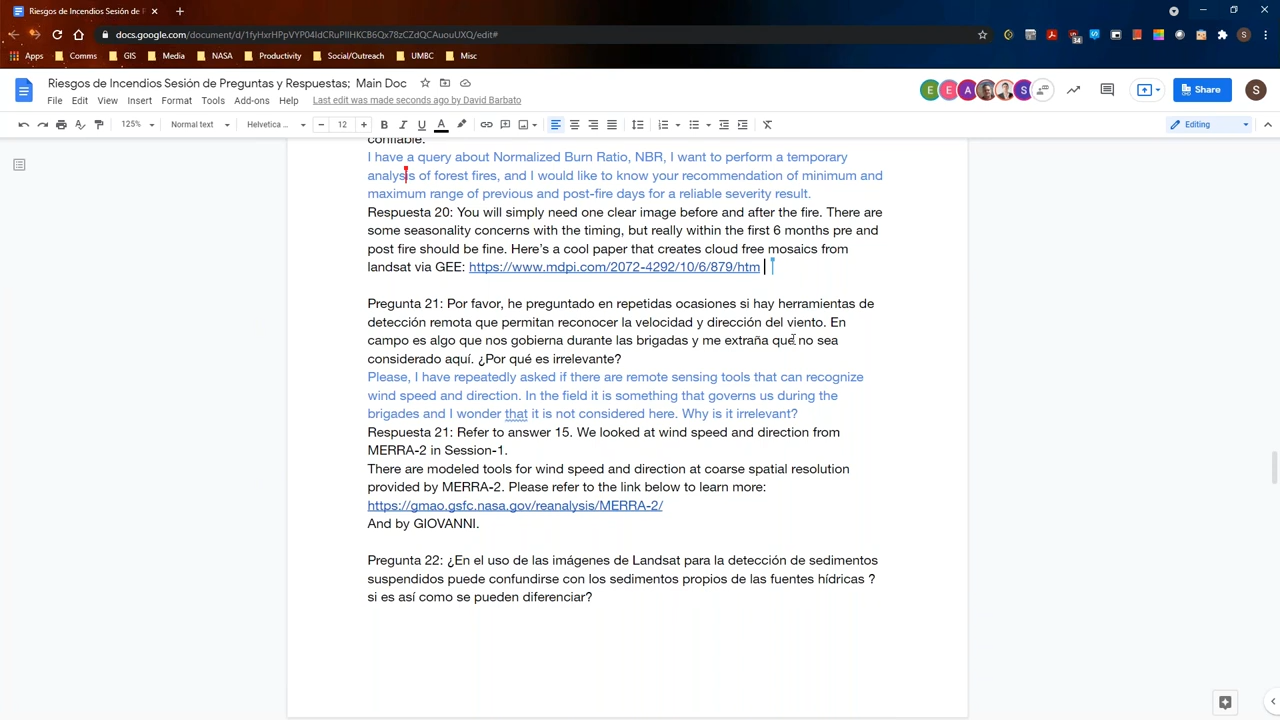 Riesgos de Incendios Sesión de F
docs.google.com/document/d/1fyHxrHPpVYP04IdCRuPIIHKCB6Qx78zCZdQCAuouUXQ/edit#
Apps Comms GIS Media NASA Productivity Social/Outreach UMBC Misc
Riesgos de Incendios Sesión de Preguntas y Respuestas; Main Doc
File Edit View Insert Format Tools Add-ons Help Last edit was made seconds ago by David Barbato
E E A S Share S
125% Normal text Helvetica ... 12 Editing
confiable.
I have a query about Normalized Burn Ratio, NBR, I want to perform a temporary
analysis of forest fires, and I would like to know your recommendation of minimum and
maximum range of previous and post-fire days for a reliable severity result.
Respuesta 20: You will simply need one clear image before and after the fire. There are
some seasonality concerns with the timing, but really within the first 6 months pre and
post fire should be fine. Here's a cool paper that creates cloud free mosaics from
landsat via GEE: https://www.mdpi.com/2072-4292/10/6/879/htm
Pregunta 21: Por favor, he preguntado en repetidas ocasiones si hay herramientas de
detección remota que permitan reconocer la velocidad y dirección del viento. En
campo es algo que nos gobierna durante las brigadas y me extraña que no sea
considerado aquí. ¿Por qué es irrelevante?
Please, I have repeatedly asked if there are remote sensing tools that can recognize
wind speed and direction. In the field it is something that governs us during the
brigades and I wonder that it is not considered here. Why is it irrelevant?
Respuesta 21: Refer to answer 15. We looked at wind speed and direction from
MERRA-2 in Session-1.
There are modeled tools for wind speed and direction at coarse spatial resolution
provided by MERRA-2. Please refer to the link below to learn more:
https://gmao.gsfc.nasa.gov/reanalysis/MERRA-2/
And by GIOVANNI.
Pregunta 22: ¿En el uso de las imágenes de Landsat para la detección de sedimentos
suspendidos puede confundirse con los sedimentos propios de las fuentes hídricas ?
si es así como se pueden diferenciar?